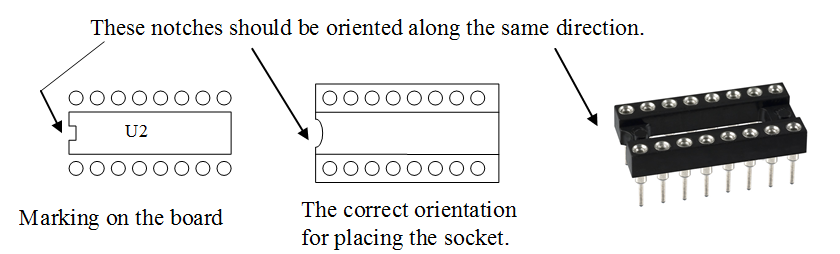 These notches should be oriented along the same direction.
U2
Marking on the board
The correct orientation
for placing the socket.